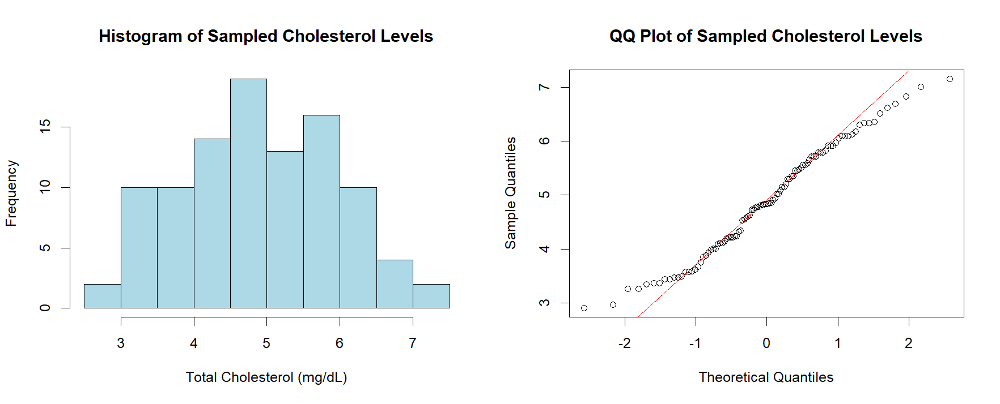 Histogram of Sampled Cholesterol Levels
Frequency
0 5 10 15
3 4 5 6 7
Total Cholesterol (mg/dL)
QQ Plot of Sampled Cholesterol Levels
Sample Quantiles
3 4 5 6 7
-2 -1 0 1 2
Theoretical Quantiles